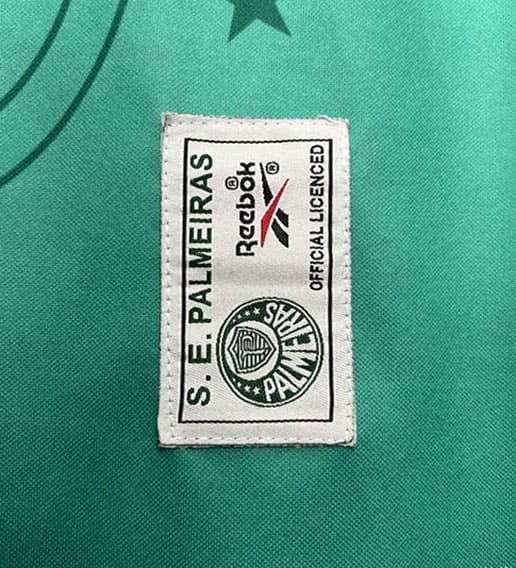 S. E. PALMEIRAS
PALMEIRAS
P
Reebok®
®
OFFICIAL LICENCED